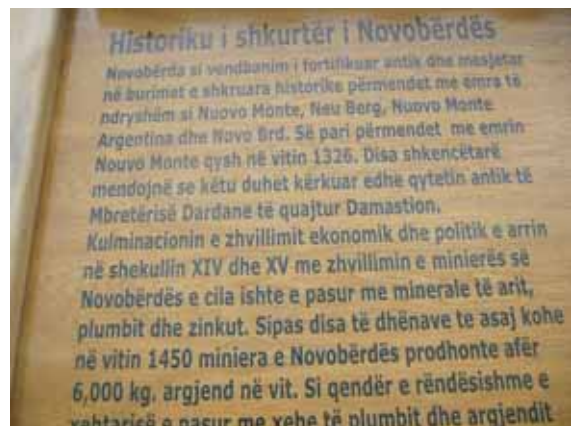 Historiku i shkurtër i Novobërdës
Novobërda si vendbanim i fortifikuar antik dhe mesjetar
në burimet e shkruara historike përmendet me emra të
ndryshëm si Nuovo Monte, Neu Berg, Nuovo Monte
Argentina dhe Novo Brd. Së pari përmendet me emrin
Nouvo Monte qysh në vitin 1326. Disa shkencëtarë
mendojnë se këtu duhet kërkuar edhe qytetin antik të
Mbretërisë Dardane të quajtur Damastion.
Kulminacionin e zhvillimit ekonomik dhe politik e arrin
në shekullin XIV dhe XV me zhvillimin e minierës së
Novobërdës e cila ishte e pasur me minerale të arit,
plumbit dhe zinkut. Sipas disa të dhënave te asaj kohe
në vitin 1450 miniera e Novobërdës prodhonte afër
6,000 kg. argjend në vit. Si qendër e rëndësishme e
xehtarisë e pasur me xehe të plumbit dhe argjendit